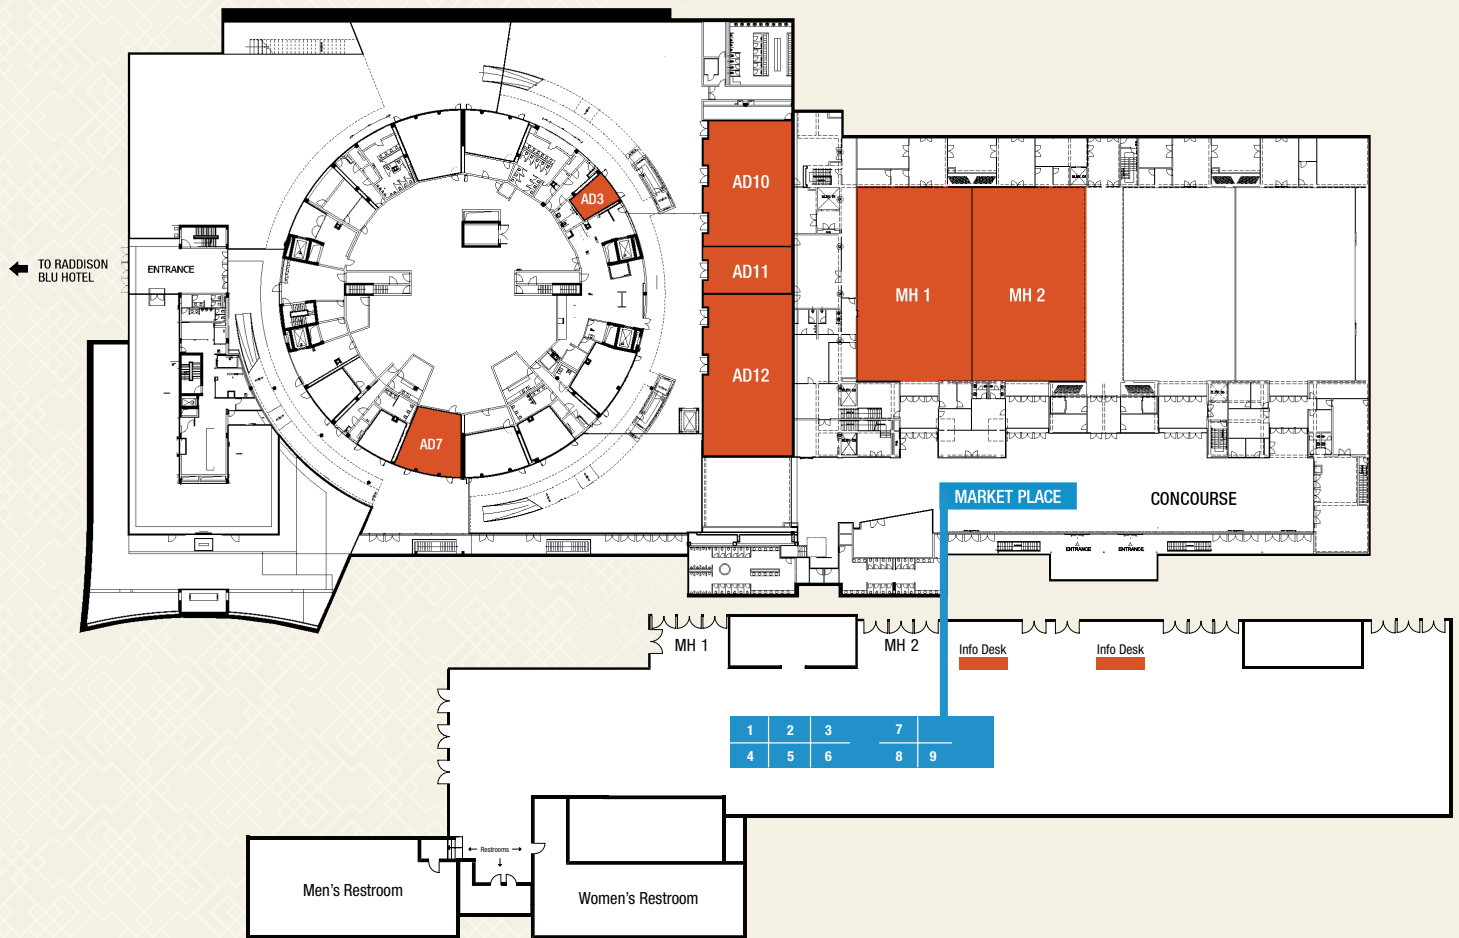 TO RADDISON
BLU HOTEL
ENTRANCE
AD3
AD7
AD10
AD11
AD12
MH 1
MH 2
MARKET PLACE
CONCOURSE
ENTRANCE
ENTRANCE
MH 1
MH 2
Info Desk
Info Desk
1 2 3 7
4 5 6 8 9
Restrooms
Men's Restroom
Women's Restroom